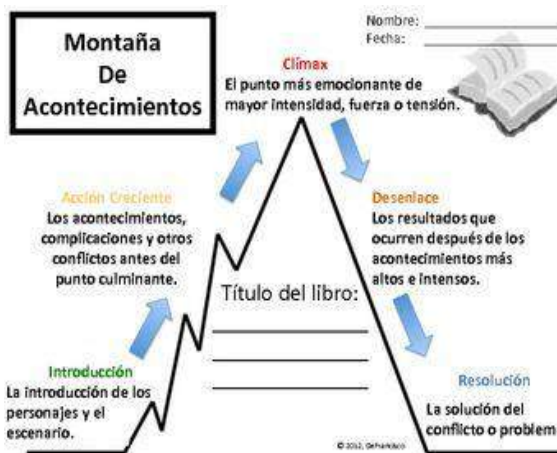 Montaña
De
Acontecimientos
Nombre:
Fecha:
Clímax
El punto más emocionante de
mayor intensidad, fuerza o tensión.
Acción Creciente
Los acontecimientos,
complicaciones y otros
conflictos antes del
punto culminante.
Desenlace
Los resultados que
ocurren después de los
acontecimientos más
altos e intensos.
Título del libro:
Introducción
La introducción de los
personajes y el
escenario.
Resolución
La solución del
conflicto o problem
© 2012, DeFrancisco